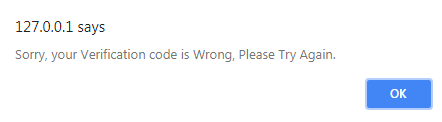 127.0.0.1 says
Sorry, your Verification code is Wrong, Please Try Again.
OK